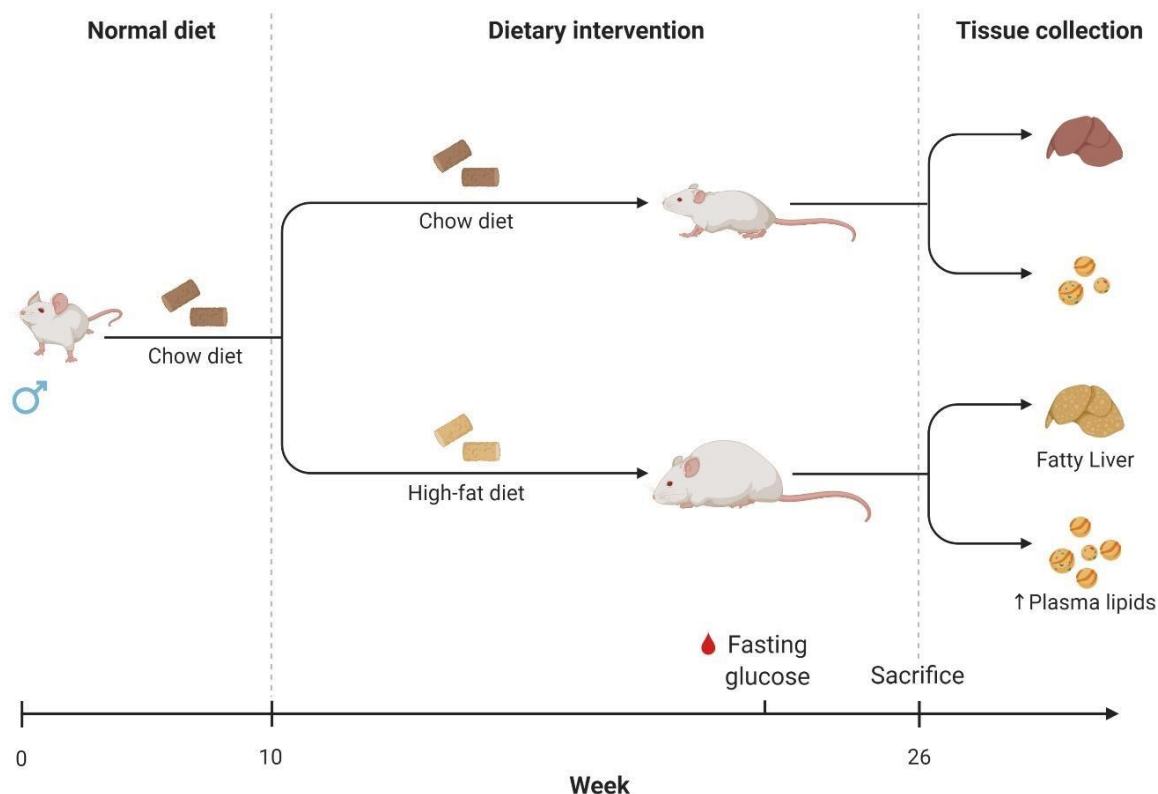 Normal diet
Dietary intervention
Tissue collection
Chow diet
Chow diet
High-fat diet
Fatty Liver
↑ Plasma lipids
Fasting
glucose
Sacrifice
0
10
26
Week